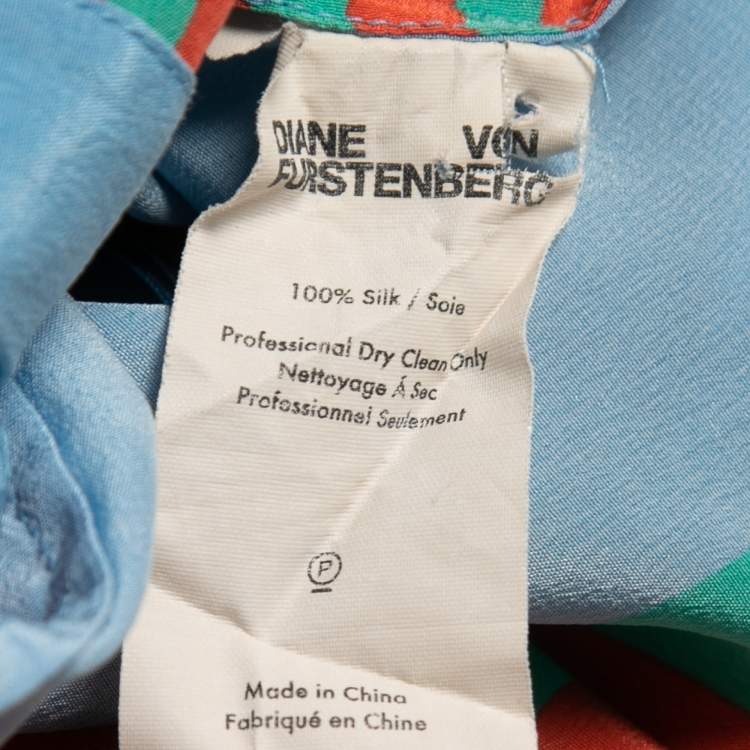 DIANE VON
FURSTENBERG
100% Silk / Soie
Professional Dry Clean Only
Nettoyage Á Sec
Professionnel Seulement
P
Made in China
Fabriqué en Chine